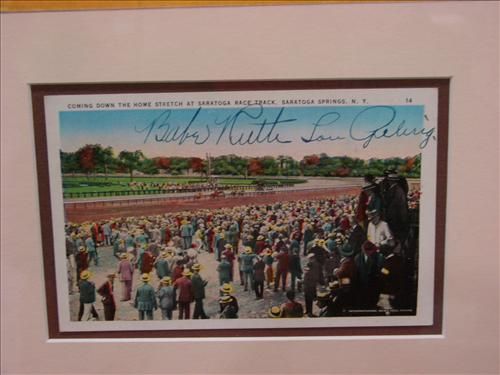 COMING DOWN THE HOME STRETCH AT SARATOGA RACE TRACK, SARATOGA SPRINGS, N. Y. 14
Babe Ruth Lou Gehrig